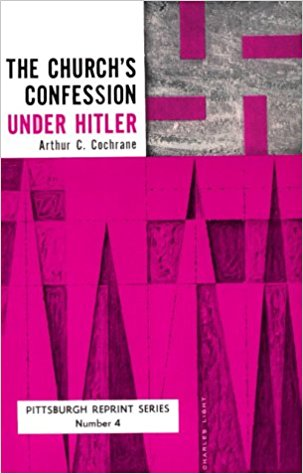 THE CHURCH'S
CONFESSION
UNDER HITLER
Arthur C. Cochrane
PITTSBURGH REPRINT SERIES
Number 4
CHARLES LIGHT